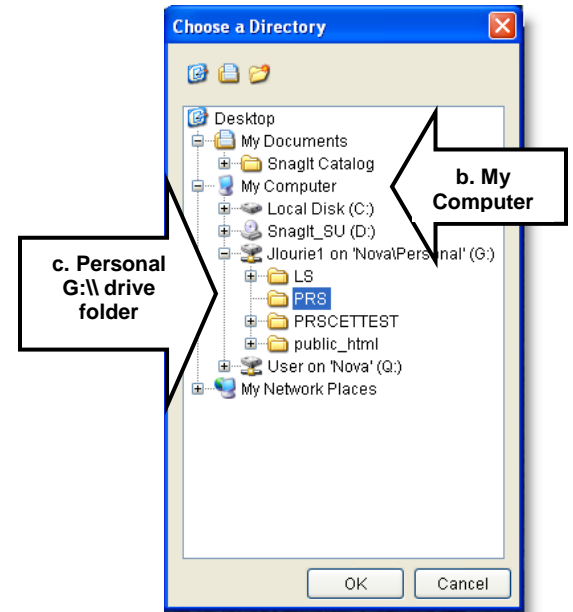 Choose a Directory
Desktop
My Documents
SnagIt Catalog
My Computer
Local Disk (C:)
SnagIt_SU (D:)
Jlourie1 on 'Nova\Personal' (G:)
LS
PRS
PRSCETTEST
public_html
User on 'Nova' (Q:)
My Network Places
b. My
Computer
c. Personal
G:\\ drive
folder
OK
Cancel